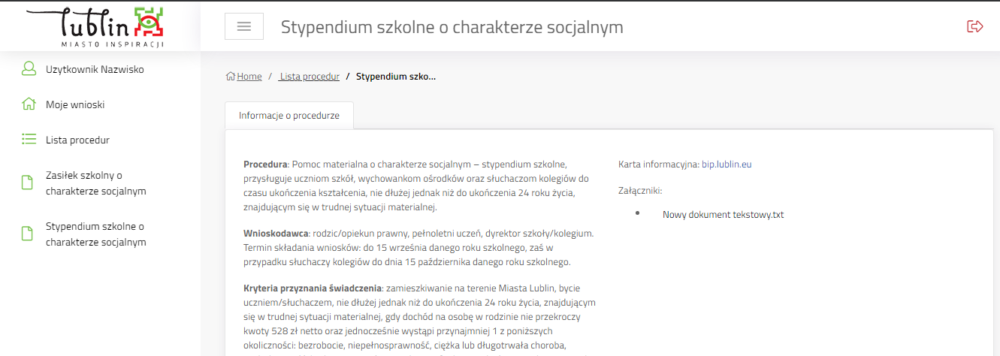 lublin
MIASTO INSPIRACJI
Stypendium szkolne o charakterze socjalnym
Uzytkownik Nazwisko
Moje wnioski
Lista procedur
Zasiłek szkolny o
charakterze socjalnym
Stypendium szkolne o
charakterze socjalnym
Home / Lista procedur / Stypendium szko...
Informacje o procedurze
Procedura: Pomoc materialna o charakterze socjalnym – stypendium szkolne,
przysługuje uczniom szkół, wychowankom ośrodków oraz słuchaczom kolegiów do
czasu ukończenia kształcenia, nie dłużej jednak niż do ukończenia 24 roku życia,
znajdującym się w trudnej sytuacji materialnej.
Wnioskodawca: rodzic/opiekun prawny, pełnoletni uczeń, dyrektor szkoły/kolegium.
Termin składania wniosków: do 15 września danego roku szkolnego, zaś w
przypadku słuchaczy kolegiów do dnia 15 października danego roku szkolnego.
Kryteria przyznania świadczenia: zamieszkiwanie na terenie Miasta Lublin, bycie
uczniem/słuchaczem, nie dłużej jednak niż do ukończenia 24 roku życia, znajdującym
się w trudnej sytuacji materialnej, gdy dochód na osobę w rodzinie nie przekroczy
kwoty 528 zł netto oraz jednocześnie wystąpi przynajmniej 1 z poniższych
okoliczności: bezrobocie, niepełnosprawność, ciężka lub długotrwała choroba,
Karta informacyjna: bip.lublin.eu
Załączniki:
Nowy dokument tekstowy.txt